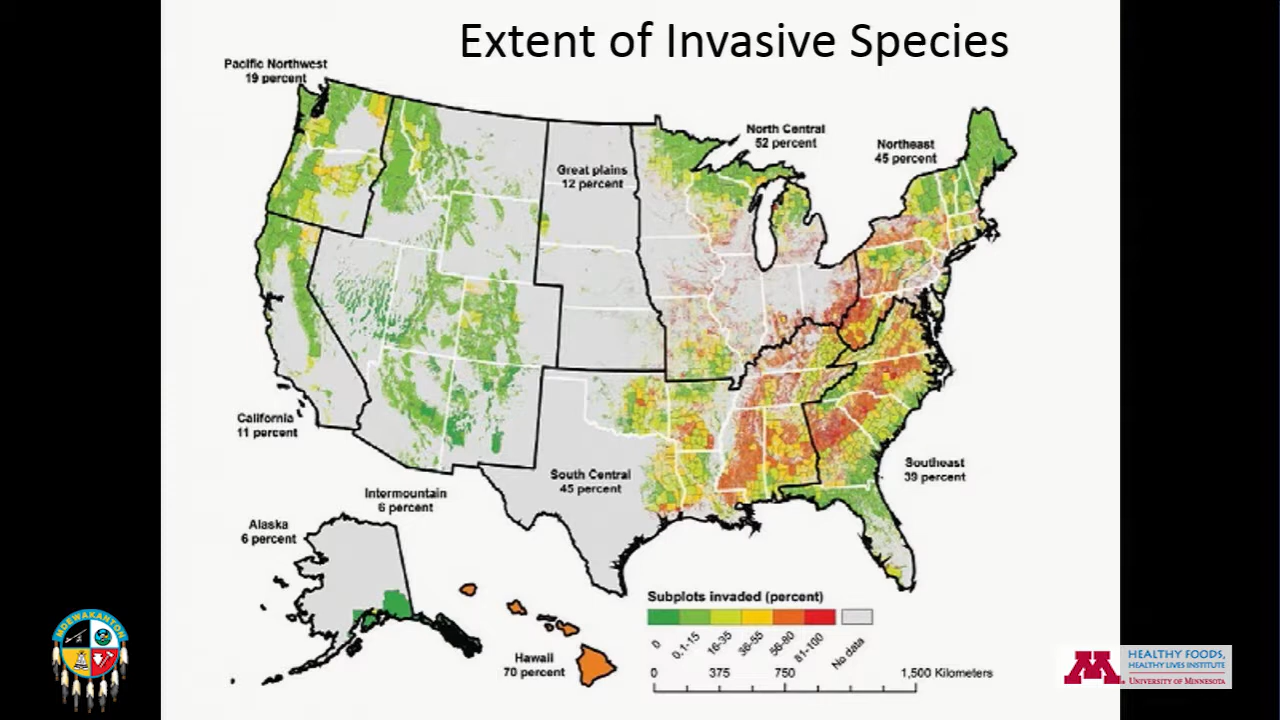 Extent of Invasive Species
Pacific Northwest
19 percent
North Central
52 percent
Northeast
45 percent
Great plains
12 percent
California
11 percent
South Central
45 percent
Southeast
39 percent
Intermountain
6 percent
Alaska
6 percent
Hawaii
70 percent
Subplots invaded (percent)
0
0.1-15
16-35
36-55
56-80
81-100
No data
0 375 750 1,500 Kilometers
MDEWAKANTON
M
HEALTHY FOODS,
HEALTHY LIVES INSTITUTE
UNIVERSITY OF MINNESOTA